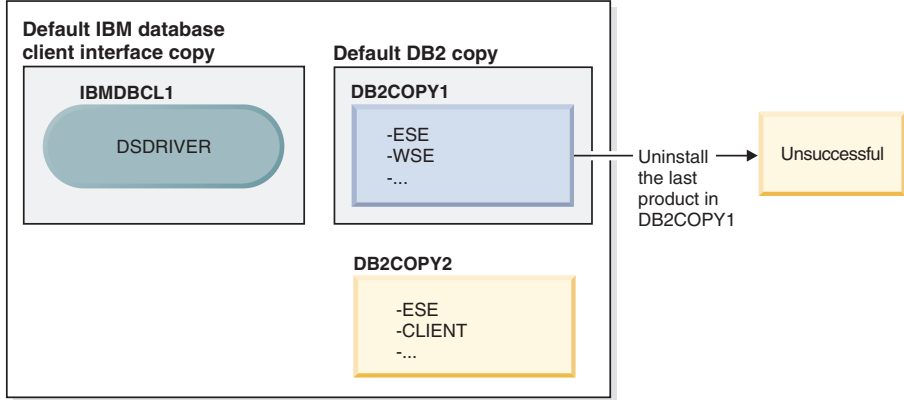 Default IBM database
client interface copy
IBMDBCL1
DSDRIVER
Default DB2 copy
DB2COPY1
-ESE
-WSE
-...
Uninstall
the last
product in
DB2COPY1
Unsuccessful
DB2COPY2
-ESE
-CLIENT
-...